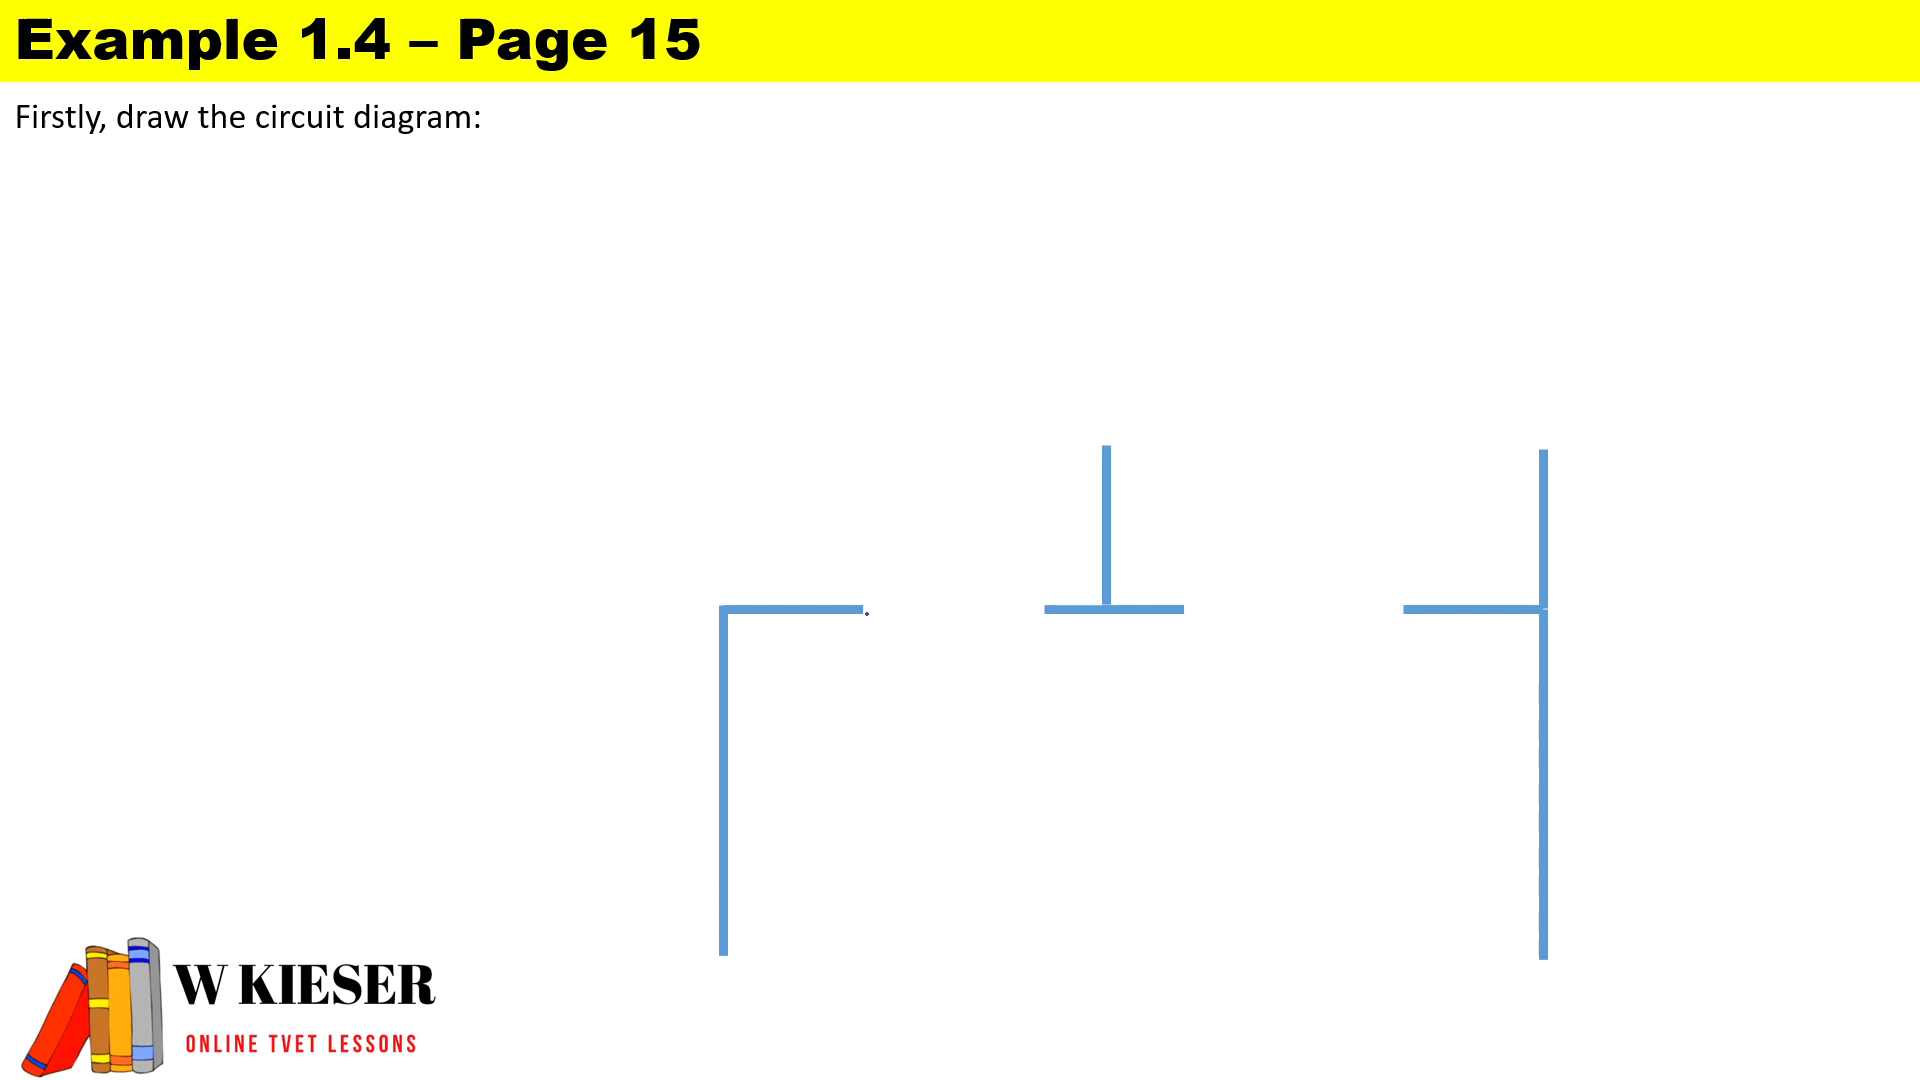 Example 1.4 – Page 15
Firstly, draw the circuit diagram:
W KIESER
ONLINE TVET LESSONS